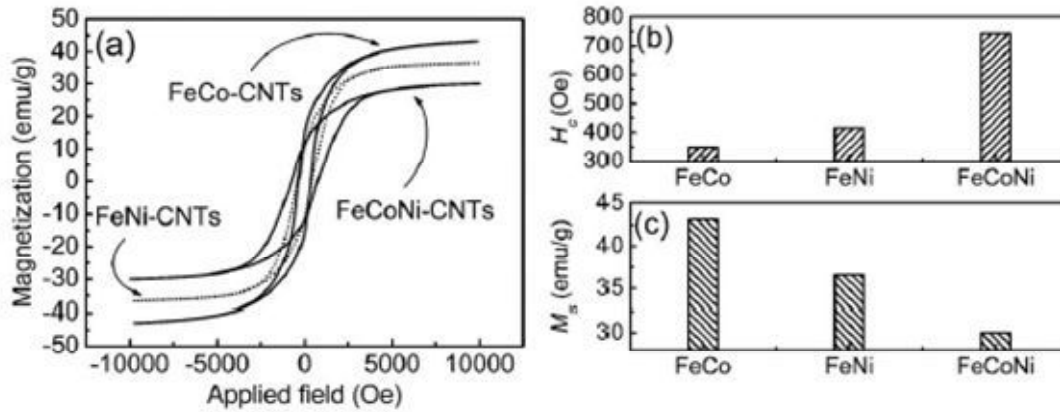 (a)
Magnetization (emu/g)
50
40
30
20
10
0
-10
-20
-30
-40
-50
FeCo-CNTs
FeNi-CNTs
FeCoNi-CNTs
-10000 -5000 0 5000 10000
Applied field (Oe)
(b)
Hc (Oe)
800
700
600
500
400
300
FeCo FeNi FeCoNi
(c)
Ms (emu/g)
45
40
35
30
FeCo FeNi FeCoNi